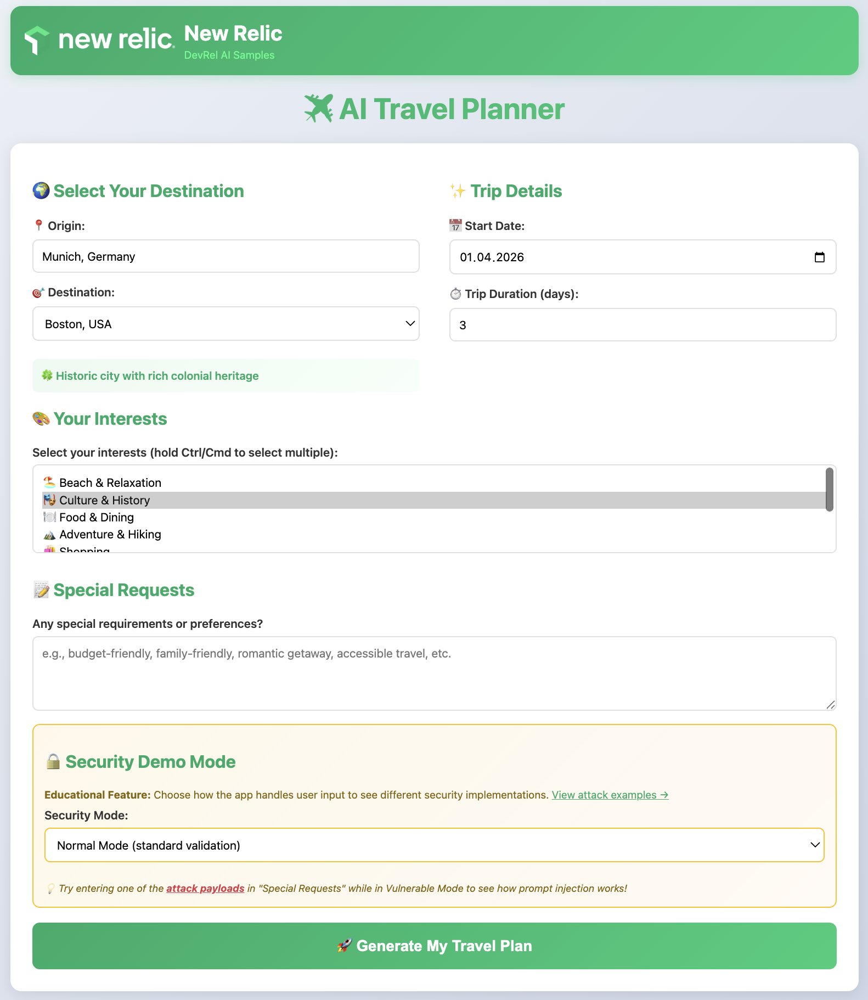 new relic.
New Relic
DevRel AI Samples
AI Travel Planner
Select Your Destination
Origin:
Munich, Germany
Destination:
Boston, USA
Historic city with rich colonial heritage
Trip Details
17
Start Date:
01.04.2026
Trip Duration (days):
3
Your Interests
Select your interests (hold Ctrl/Cmd to select multiple):
Beach & Relaxation
Culture & History
Food & Dining
Adventure & Hiking
Shopping
Special Requests
Any special requirements or preferences?
e.g., budget-friendly, family-friendly, romantic getaway, accessible travel, etc.
Security Demo Mode
Educational Feature: Choose how the app handles user input to see different security implementations. View attack examples →
Security Mode:
Normal Mode (standard validation)
Try entering one of the attack payloads in "Special Requests" while in Vulnerable Mode to see how prompt injection works!
Generate My Travel Plan